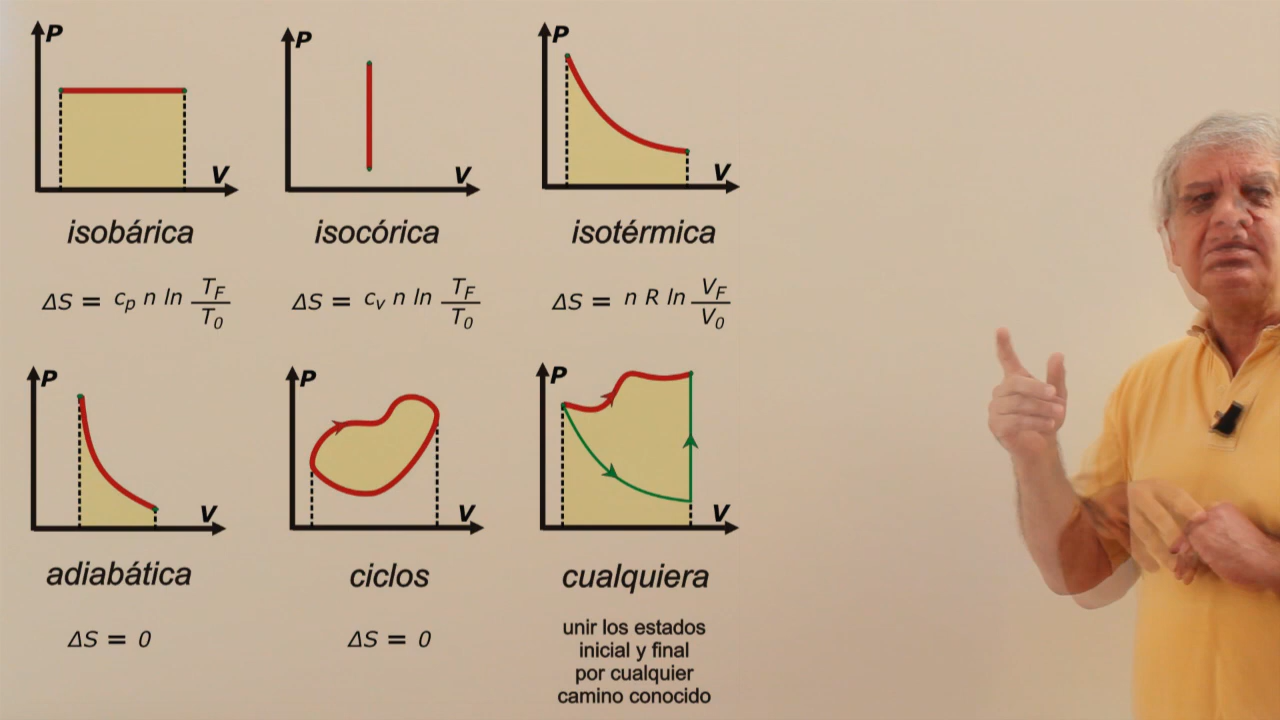 P
V
isobárica
ΔS = c_p n ln T_F/T_0
P
V
isocórica
ΔS = c_v n ln T_F/T_0
P
V
isotérmica
ΔS = n R ln V_F/V_0
P
V
adiabática
ΔS = 0
P
V
ciclos
ΔS = 0
P
V
cualquiera
unir los estados
inicial y final
por cualquier
camino conocido